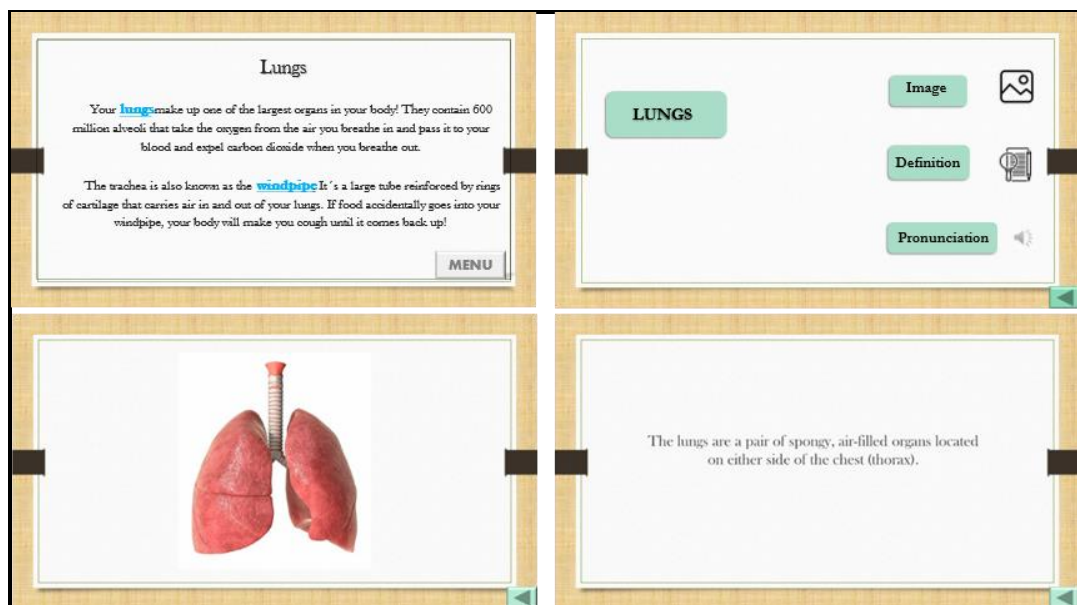 Lungs
Your lungs make up one of the largest organs in your body! They contain 600
million alveoli that take the oxygen from the air you breathe in and pass it to your
blood and expel carbon dioxide when you breathe out.
The trachea is also known as the windpipe It´s a large tube reinforced by rings
of cartilage that carries air in and out of your lungs. If food accidentally goes into your
windpipe, your body will make you cough until it comes back up!
MENU
LUNGS
Image
Definition
Pronunciation
The lungs are a pair of spongy, air-filled organs located
on either side of the chest (thorax).